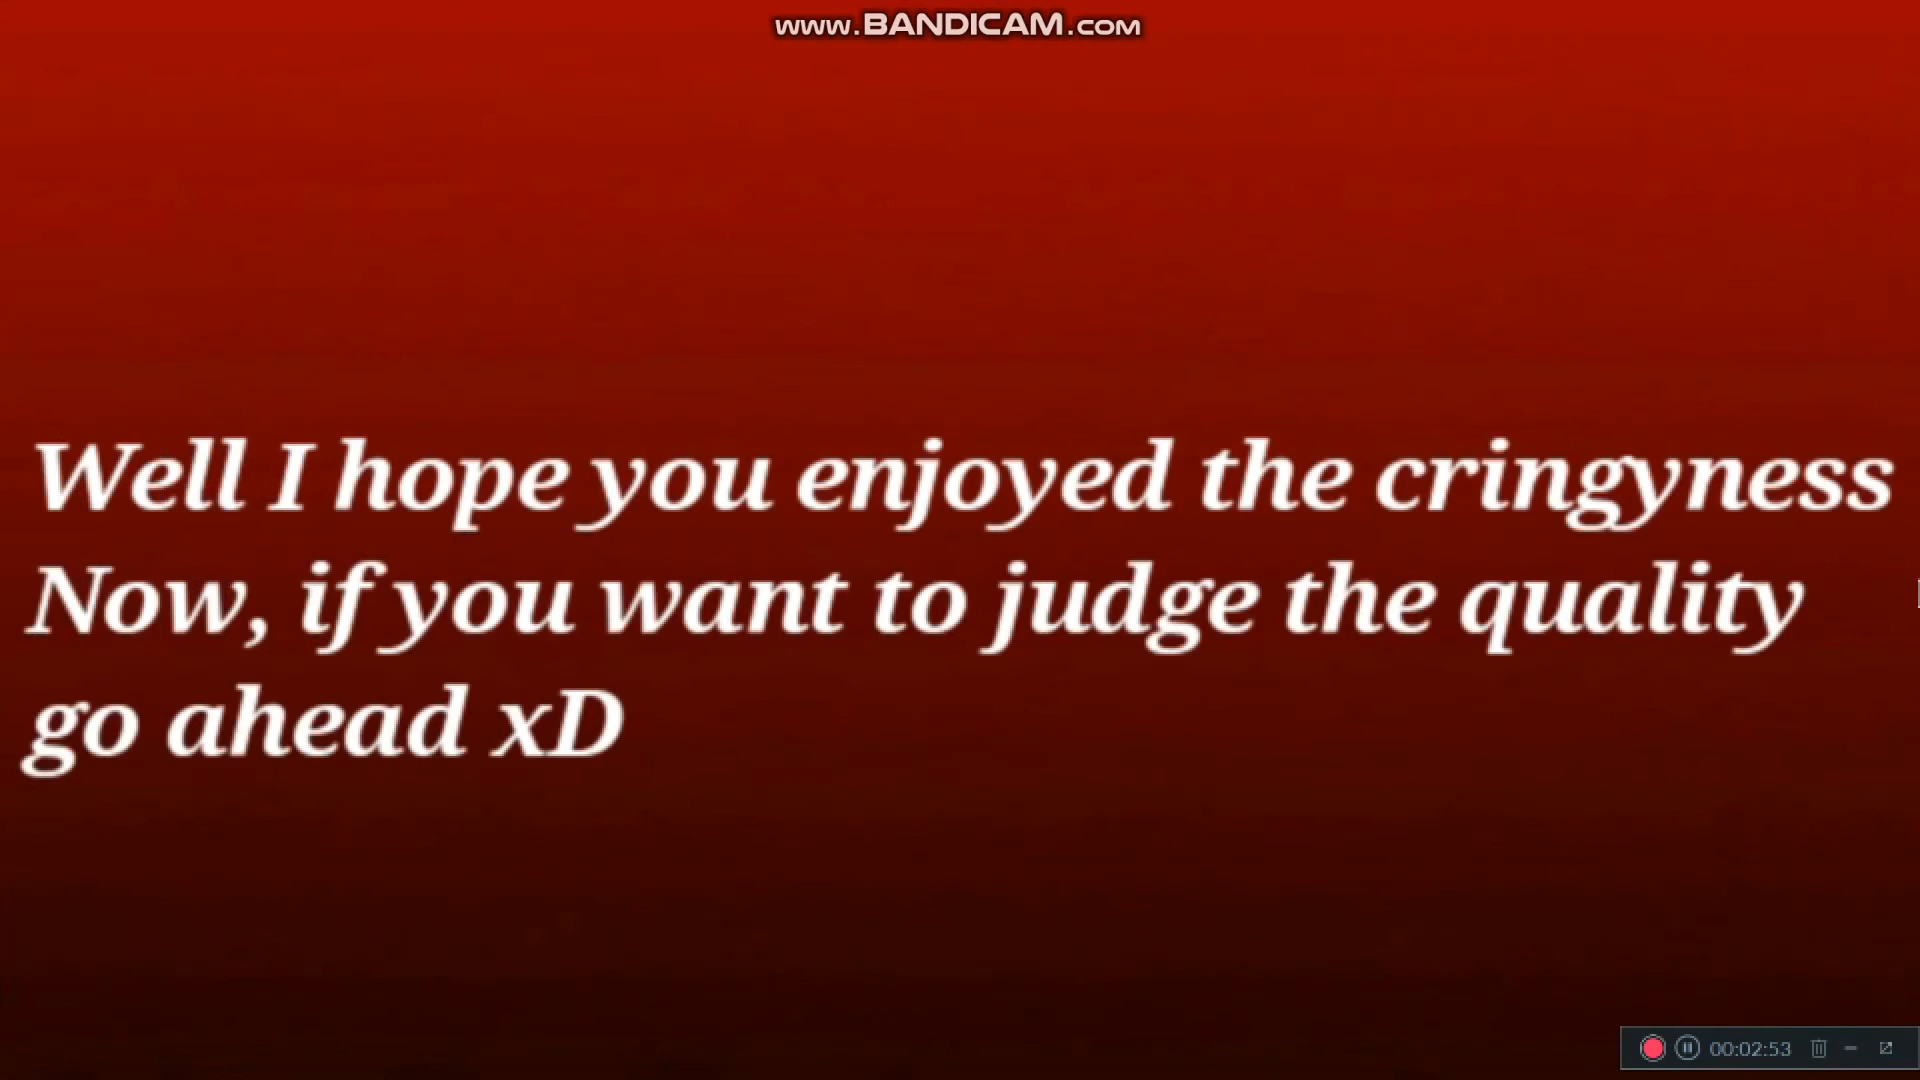 www.BANDICAM.COM
Well I hope you enjoyed the cringyness
Now, if you want to judge the quality
go ahead xD
00:02:53